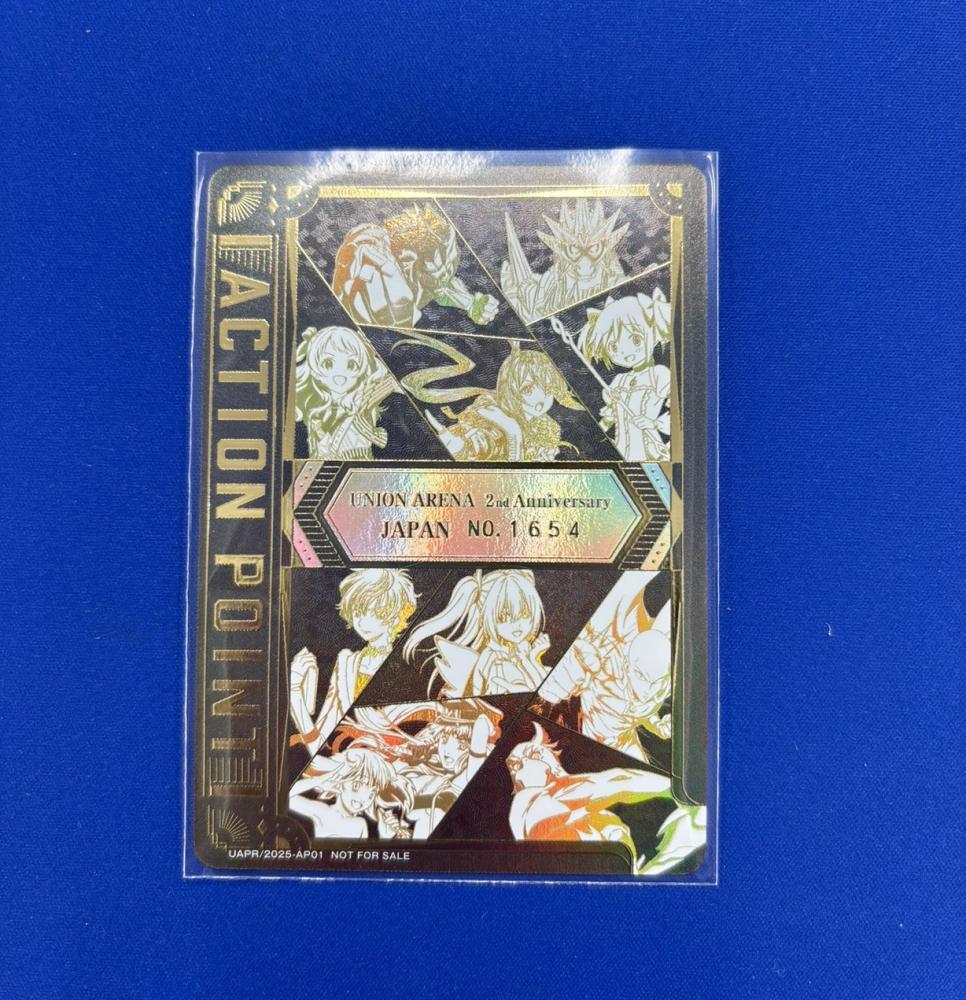 ACTION POINT
UNION ARENA 2nd Anniversary
JAPAN NO.1654
UAPR/2025-AP01 NOT FOR SALE